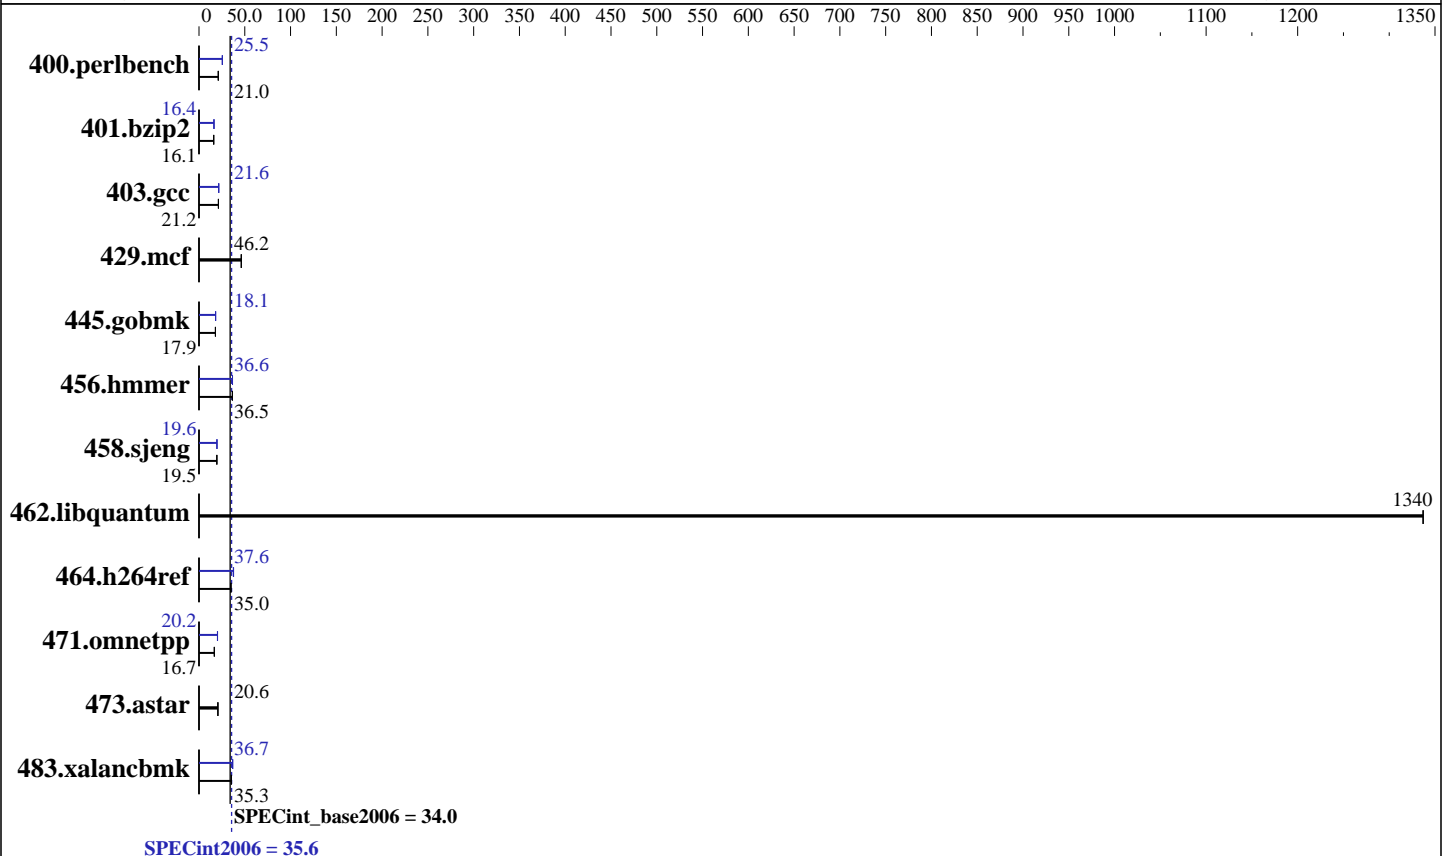 0 50.0 100 150 200 250 300 350 400 450 500 550 600 650 700 750 800 850 900 950 1000 1100 1200 1350
25.5
400.perlbench
21.0
16.4
401.bzip2
16.1
21.6
403.gcc
21.2
46.2
429.mcf
18.1
445.gobmk
17.9
36.6
456.hmmer
36.5
19.6
458.sjeng
19.5
1340
462.libquantum
37.6
464.h264ref
35.0
20.2
471.omnetpp
16.7
20.6
473.astar
36.7
483.xalancbmk
35.3
SPECint_base2006 = 34.0
SPECint2006 = 35.6